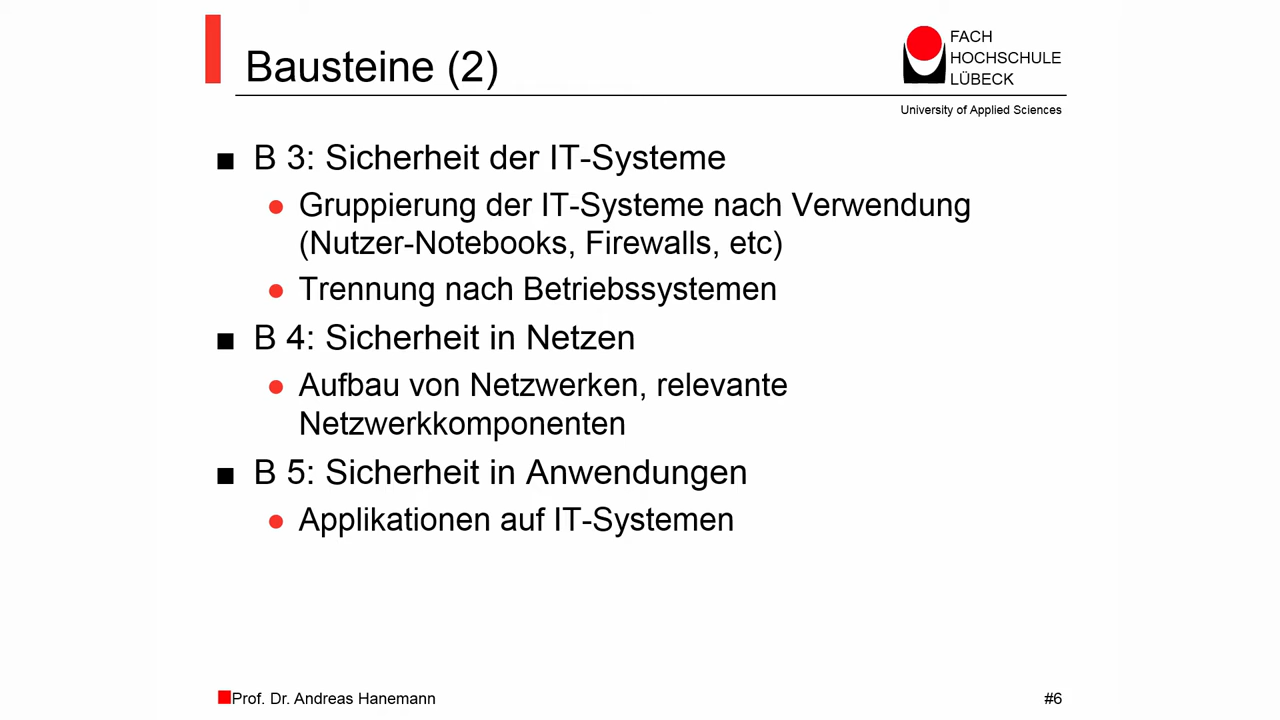 Bausteine (2)
FACH
HOCHSCHULE
LÜBECK
University of Applied Sciences
B 3: Sicherheit der IT-Systeme
Gruppierung der IT-Systeme nach Verwendung
(Nutzer-Notebooks, Firewalls, etc)
Trennung nach Betriebssystemen
B 4: Sicherheit in Netzen
Aufbau von Netzwerken, relevante
Netzwerkkomponenten
B 5: Sicherheit in Anwendungen
Applikationen auf IT-Systemen
Prof. Dr. Andreas Hanemann
#6